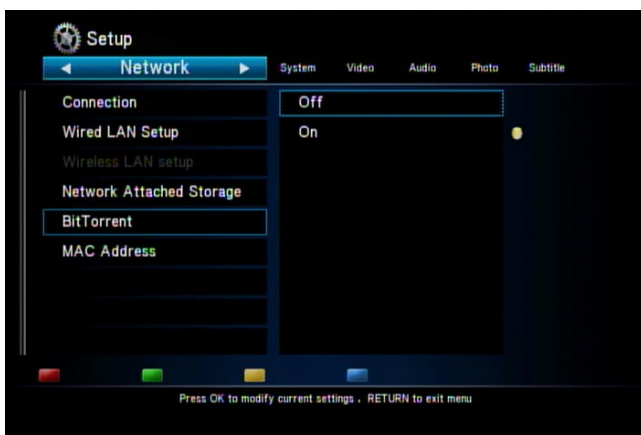 Setup
Network System Video Audio Photo Subtitle
Connection Off
Wired LAN Setup On
Wireless LAN setup
Network Attached Storage
BitTorrent
MAC Address
Press OK to modify current settings . RETURN to exit menu